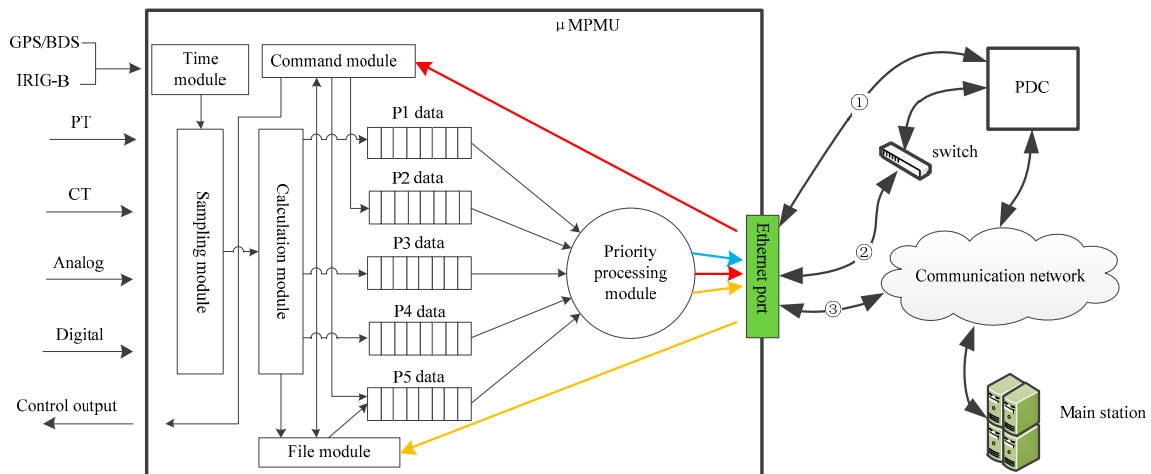 μMPMU
GPS/BDS
IRIG-B
PT
CT
Analog
Digital
Control output
Time
module
Command module
Sampling module
Calculation module
P1 data
P2 data
P3 data
P4 data
P5 data
File module
Priority
processing
module
Ethernet port
①
②
③
PDC
switch
Communication network
Main station